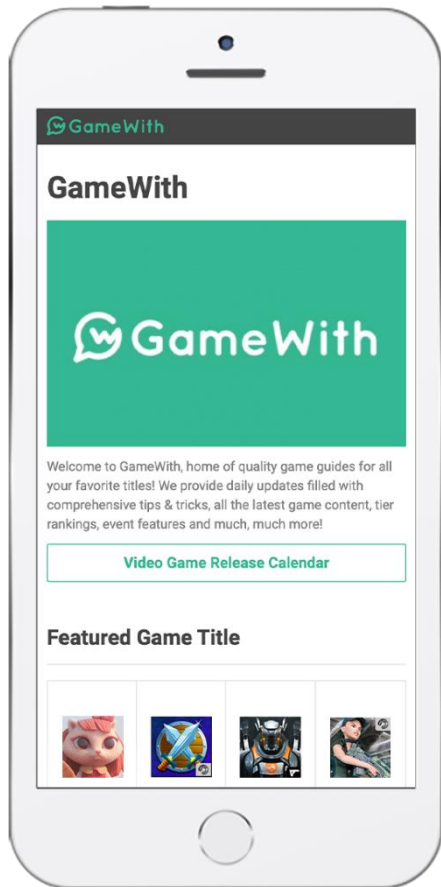 GameWith
GameWith
GameWith
Welcome to GameWith, home of quality game guides for all
your favorite titles! We provide daily updates filled with
comprehensive tips & tricks, all the latest game content, tier
rankings, event features and much, much more!
Video Game Release Calendar
Featured Game Title